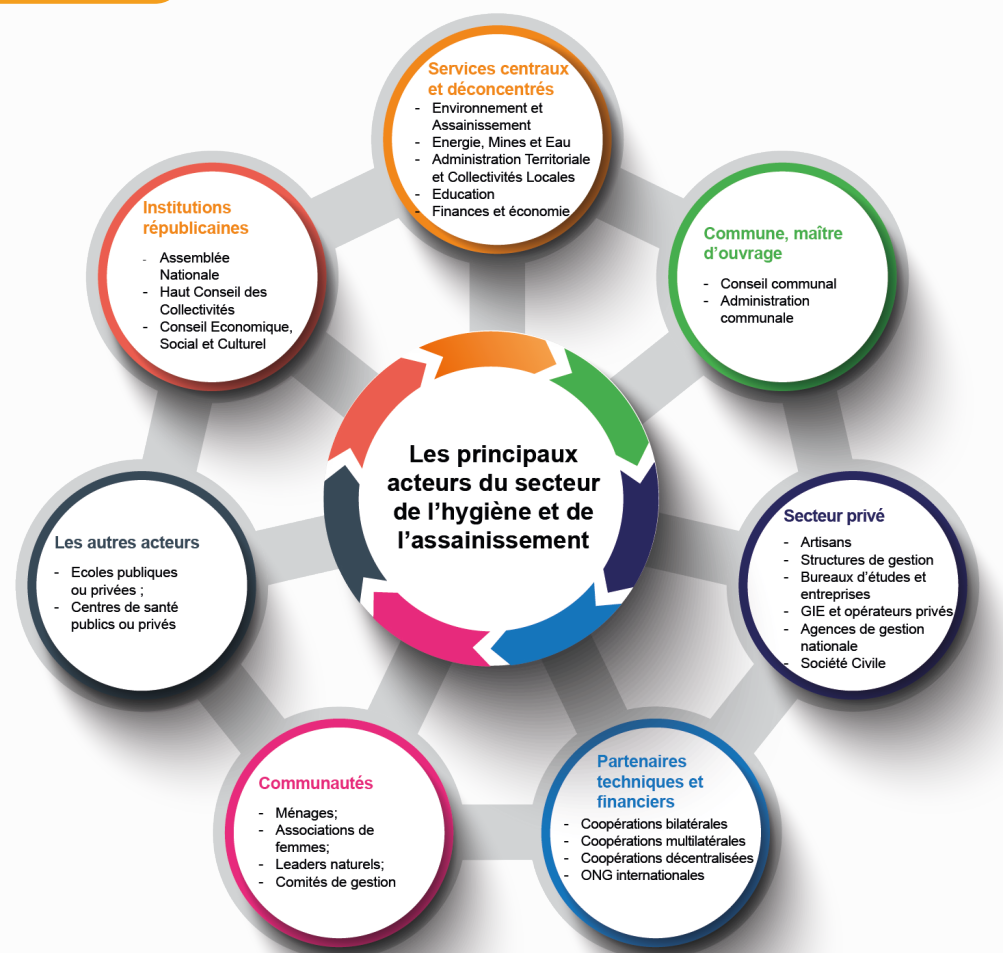 Services centraux
et déconcentrés
- Environnement et
Assainissement
- Energie, Mines et Eau
- Administration Territoriale
et Collectivités Locales
- Education
- Finances et économie
Institutions
républicaines
- Assemblée
Nationale
- Haut Conseil des
Collectivités
- Conseil Economique,
Social et Culturel
Commune, maître
d'ouvrage
- Conseil communal
- Administration
communale
Les principaux
acteurs du secteur
de l'hygiène et de
l'assainissement
Les autres acteurs
- Ecoles publiques
ou privées ;
- Centres de santé
publics ou privés
Secteur privé
- Artisans
- Structures de gestion
- Bureaux d'études et
entreprises
- GIE et opérateurs privés
- Agences de gestion
nationale
- Société Civile
Communautés
- Ménages;
- Associations de
femmes;
- Leaders naturels;
- Comités de gestion
Partenaires
techniques et
financiers
- Coopérations bilatérales
- Coopérations multilatérales
- Coopérations décentralisées
- ONG internationales